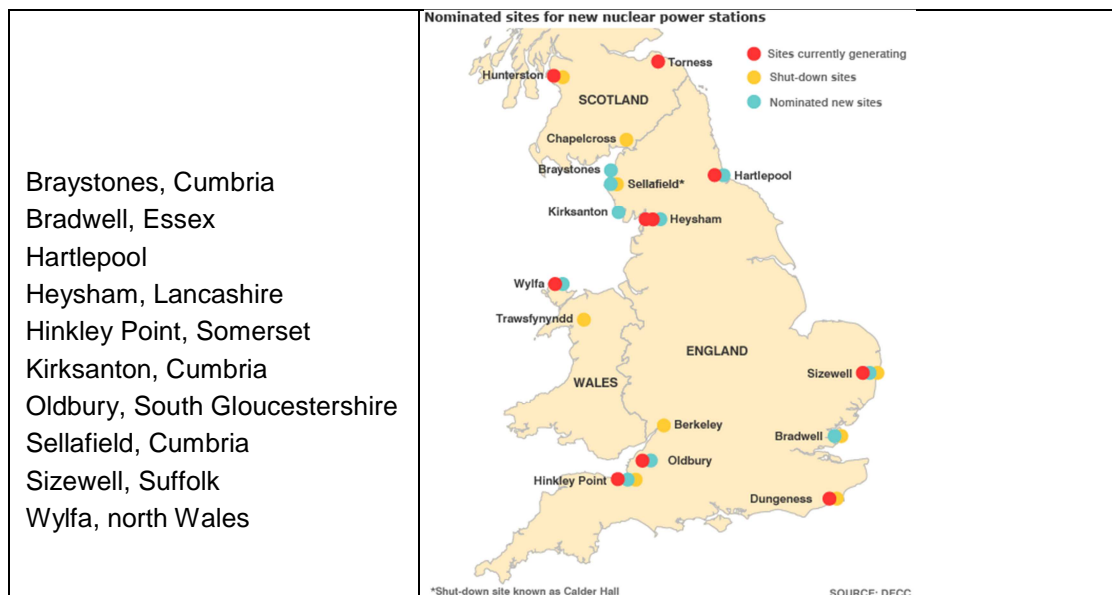 Braystones, Cumbria
Bradwell, Essex
Hartlepool
Heysham, Lancashire
Hinkley Point, Somerset
Kirksanton, Cumbria
Oldbury, South Gloucestershire
Sellafield, Cumbria
Sizewell, Suffolk
Wylfa, north Wales
Nominated sites for new nuclear power stations
Sites currently generating
Shut-down sites
Nominated new sites
Torness
Hunterston
SCOTLAND
Chapelcross
Braystones
Sellafield*
Hartlepool
Kirksanton
Heysham
Wylfa
Trawsfynyndd
ENGLAND
WALES
Sizewell
Berkeley
Bradwell
Oldbury
Hinkley Point
Dungeness
*Shut-down site known as Calder Hall
SOURCE: DECC